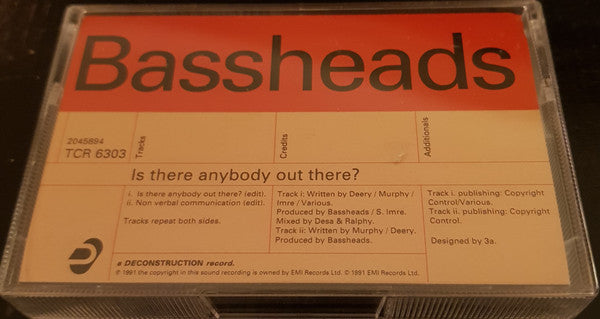 Bassheads
2045894
TCR 6303
Tracks
Credits
Additionals
Is there anybody out there?
i. Is there anybody out there? (edit).
ii. Non verbal communication (edit).
Tracks repeat both sides.
Track i: Written by Deery / Murphy /
Imre / Various.
Produced by Bassheads / S. Imre.
Mixed by Desa & Ralphy.
Track ii: Written by Murphy / Deery.
Produced by Bassheads.
Track i. publishing: Copyright
Control/Various.
Track ii. publishing: Copyright
Control.
Designed by 3a.
a DECONSTRUCTION record.
℗ 1991 the copyright in this sound recording is owned by EMI Records Ltd. © 1991 EMI Records Ltd.